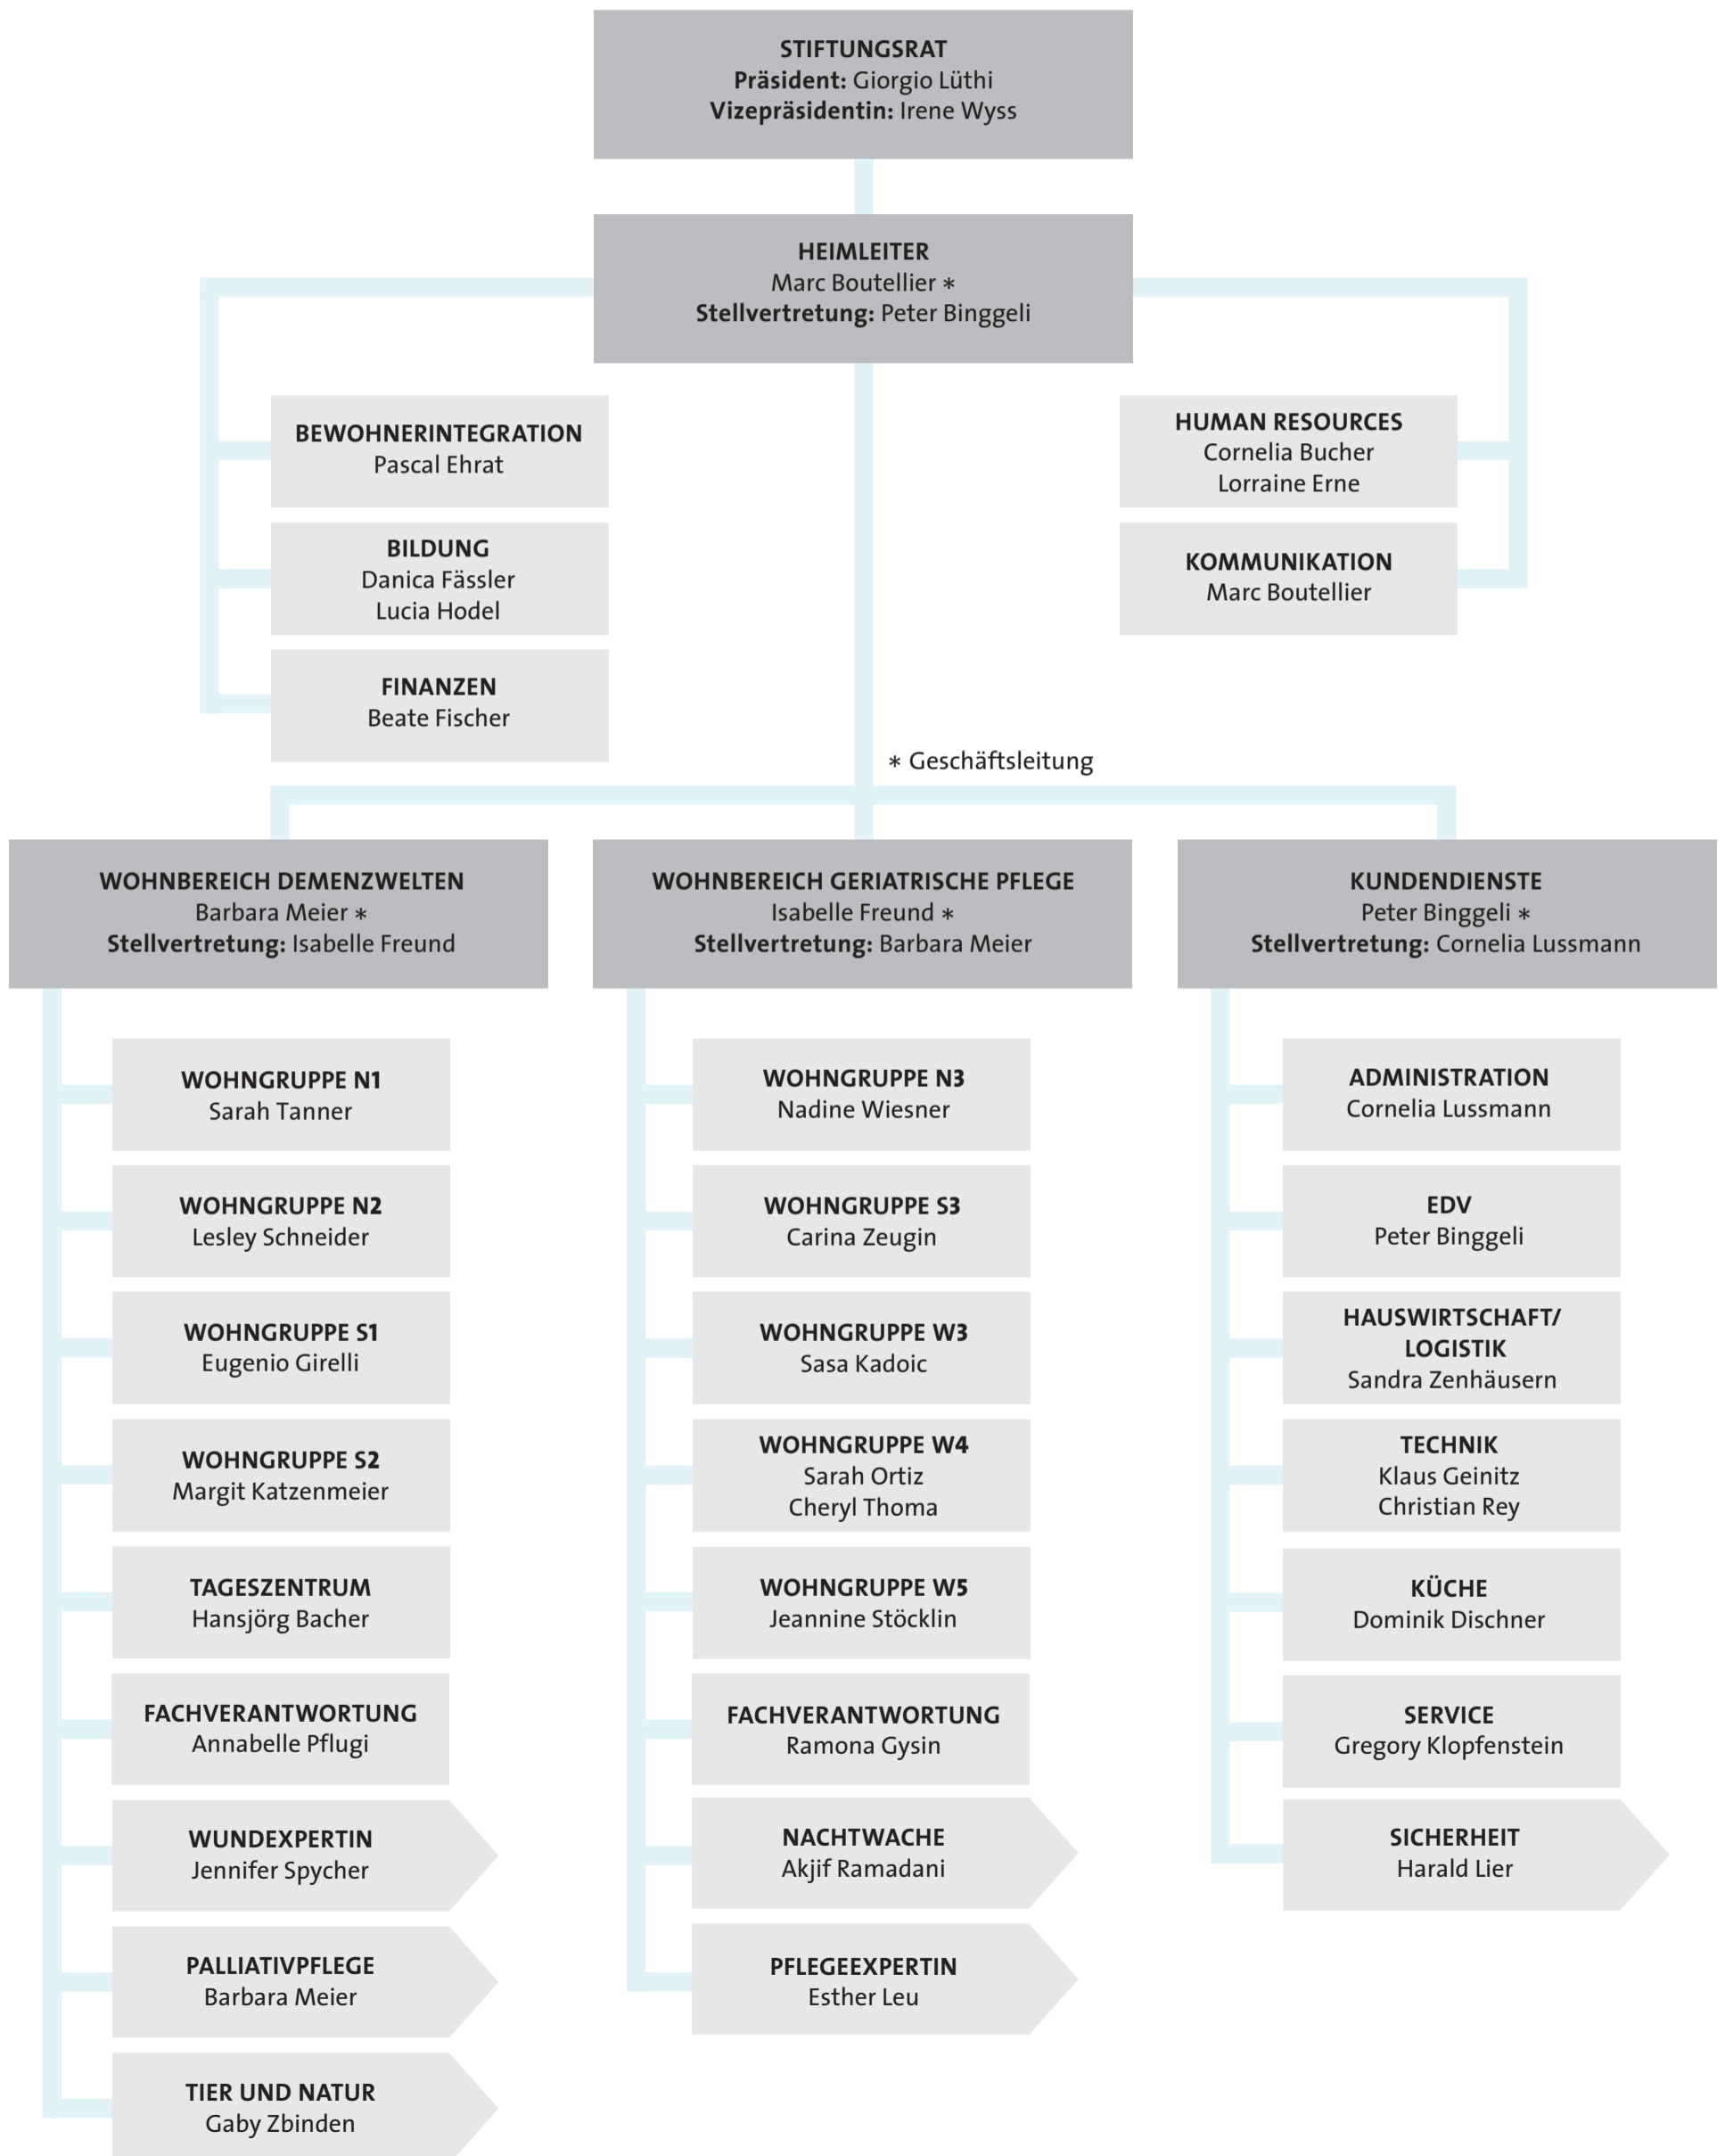 STIFTUNGSRAT
Präsident: Giorgio Lüthi
Vizepräsidentin: Irene Wyss
HEIMLEITER
Marc Boutellier *
Stellvertretung: Peter Binggeli
BEWOHNERINTEGRATION
Pascal Ehrat
BILDUNG
Danica Fässler
Lucia Hodel
FINANZEN
Beate Fischer
HUMAN RESOURCES
Cornelia Bucher
Lorraine Erne
KOMMUNIKATION
Marc Boutellier
* Geschäftsleitung
WOHNBEREICH DEMENZWELTEN
Barbara Meier *
Stellvertretung: Isabelle Freund
WOHNGRUPPE N1
Sarah Tanner
WOHNGRUPPE N2
Lesley Schneider
WOHNGRUPPE S1
Eugenio Girelli
WOHNGRUPPE S2
Margit Katzenmeier
TAGESZENTRUM
Hansjörg Bacher
FACHVERANTWORTUNG
Annabelle Pflugi
WUNDEXPERTIN
Jennifer Spycher
PALLIATIVPFLEGE
Barbara Meier
TIER UND NATUR
Gaby Zbinden
WOHNBEREICH GERIATRISCHE PFLEGE
Isabelle Freund *
Stellvertretung: Barbara Meier
WOHNGRUPPE N3
Nadine Wiesner
WOHNGRUPPE S3
Carina Zeugin
WOHNGRUPPE W3
Sasa Kadoic
WOHNGRUPPE W4
Sarah Ortiz
Cheryl Thoma
WOHNGRUPPE W5
Jeannine Stöcklin
FACHVERANTWORTUNG
Ramona Gysin
NACHTWACHE
Akjif Ramadani
PFLEGEEXPERTIN
Esther Leu
KUNDENDIENSTE
Peter Binggeli *
Stellvertretung: Cornelia Lussmann
ADMINISTRATION
Cornelia Lussmann
EDV
Peter Binggeli
HAUSWIRTSCHAFT/
LOGISTIK
Sandra Zenhäusern
TECHNIK
Klaus Geinitz
Christian Rey
KÜCHE
Dominik Dischner
SERVICE
Gregory Klopfenstein
SICHERHEIT
Harald Lier